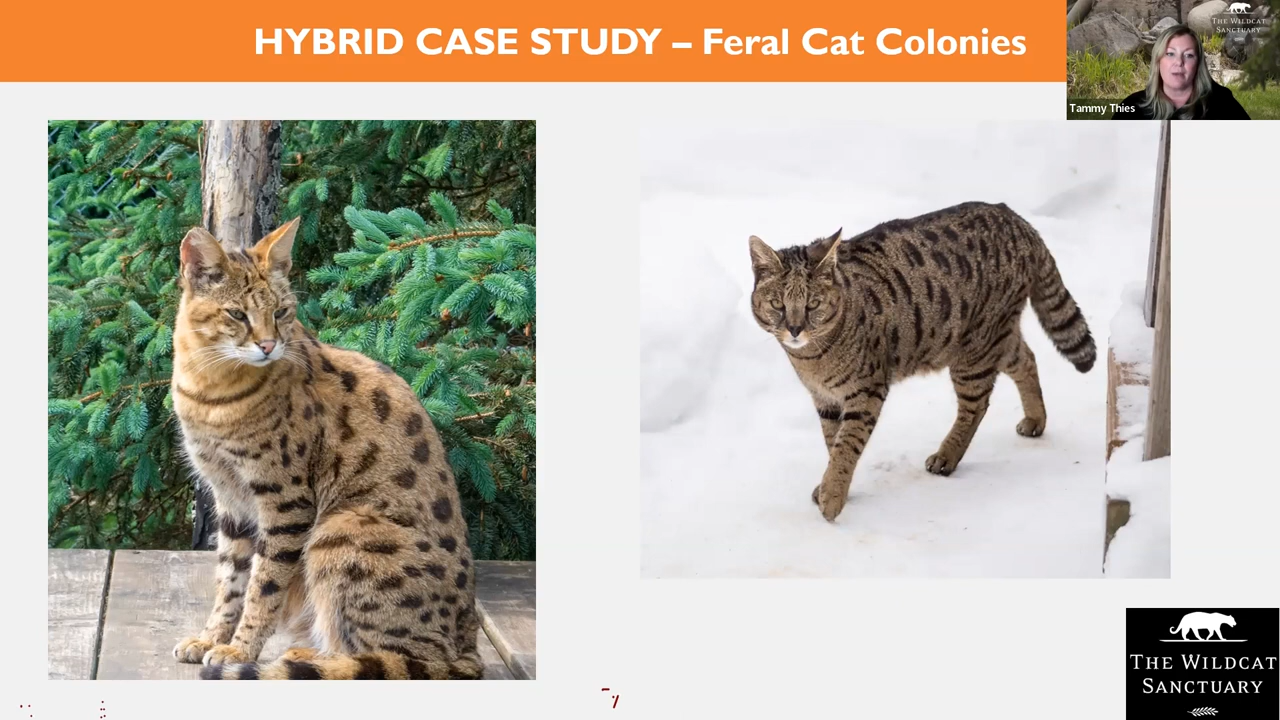 HYBRID CASE STUDY – Feral Cat Colonies
THE WILDCAT
SANCTUARY
Tammy Thies
THE WILDCAT
SANCTUARY